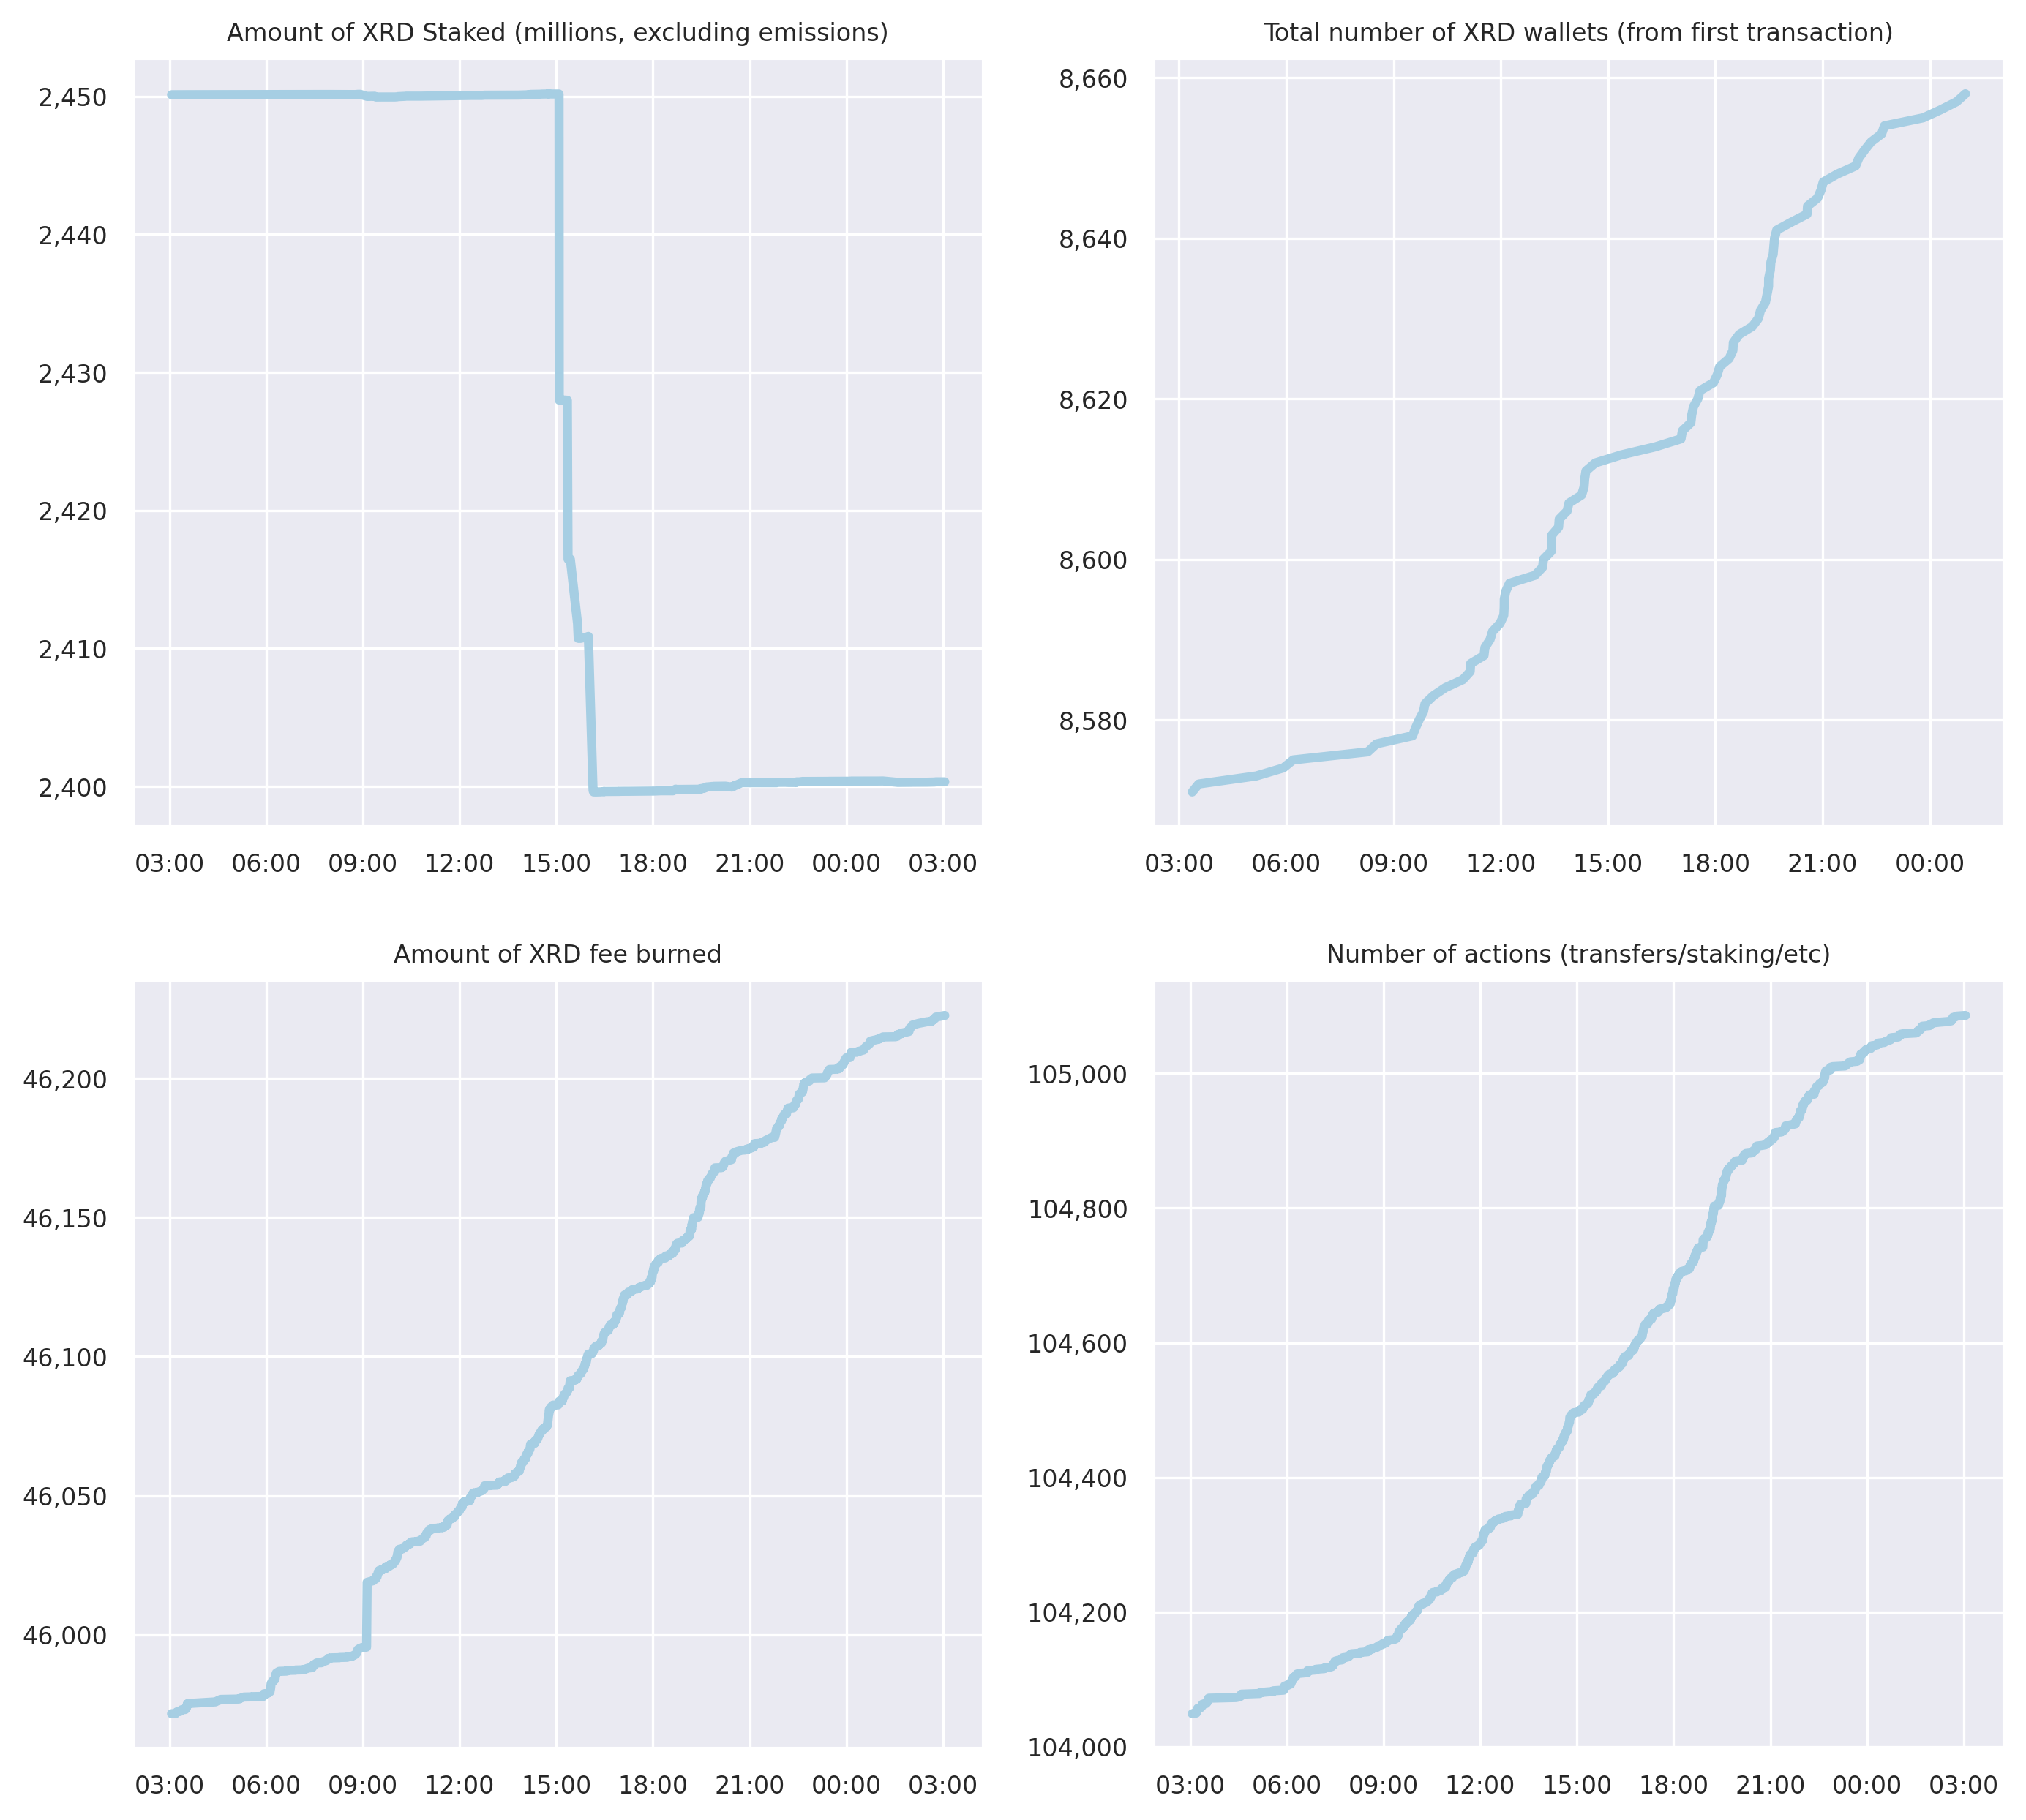 Amount of XRD Staked (millions, excluding emissions)
2,450
2,440
2,430
2,420
2,410
2,400
03:00 06:00 09:00 12:00 15:00 18:00 21:00 00:00 03:00
Total number of XRD wallets (from first transaction)
8,660
8,640
8,620
8,600
8,580
03:00 06:00 09:00 12:00 15:00 18:00 21:00 00:00
Amount of XRD fee burned
46,200
46,150
46,100
46,050
46,000
03:00 06:00 09:00 12:00 15:00 18:00 21:00 00:00 03:00
Number of actions (transfers/staking/etc)
105,000
104,800
104,600
104,400
104,200
104,000
03:00 06:00 09:00 12:00 15:00 18:00 21:00 00:00 03:00